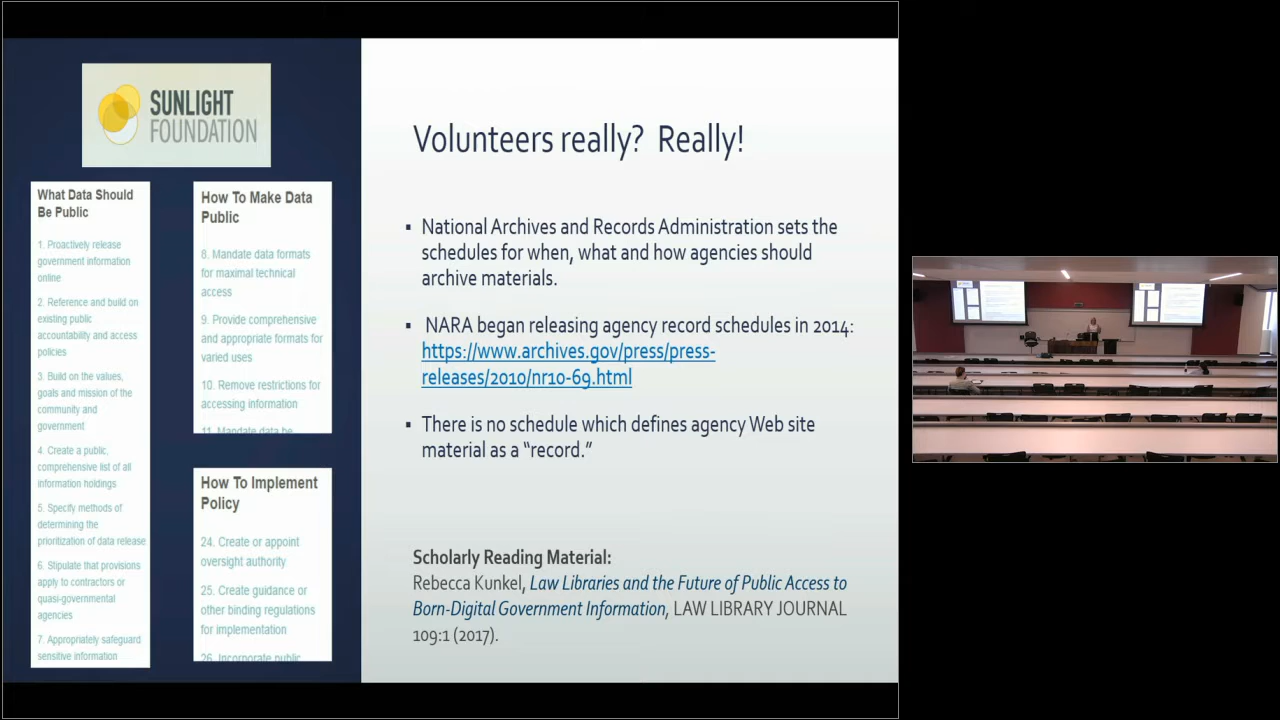 SUNLIGHT
FOUNDATION
What Data Should
Be Public
1. Proactively release
government information
online
2. Reference and build on
existing public
accountability and access
policies
3. Build on the values,
goals and mission of the
community and
government
4. Create a public,
comprehensive list of all
information holdings
5. Specify methods of
determining the
prioritization of data release
6. Stipulate that provisions
apply to contractors or
quasi-governmental
agencies
7. Appropriately safeguard
sensitive information
How To Make Data
Public
8. Mandate data formats
for maximal technical
access
9. Provide comprehensive
and appropriate formats for
varied uses
10. Remove restrictions for
accessing information
11. Mandate data be
How To Implement
Policy
24. Create or appoint
oversight authority
25. Create guidance or
other binding regulations
for implementation
26. Incorporate public
Volunteers really? Really!
▪ National Archives and Records Administration sets the
schedules for when, what and how agencies should
archive materials.
▪ NARA began releasing agency record schedules in 2014:
https://www.archives.gov/press/press-
releases/2010/nr10-69.html
▪ There is no schedule which defines agency Web site
material as a “record.”
Scholarly Reading Material:
Rebecca Kunkel, Law Libraries and the Future of Public Access to
Born-Digital Government Information, LAW LIBRARY JOURNAL
109:1 (2017).